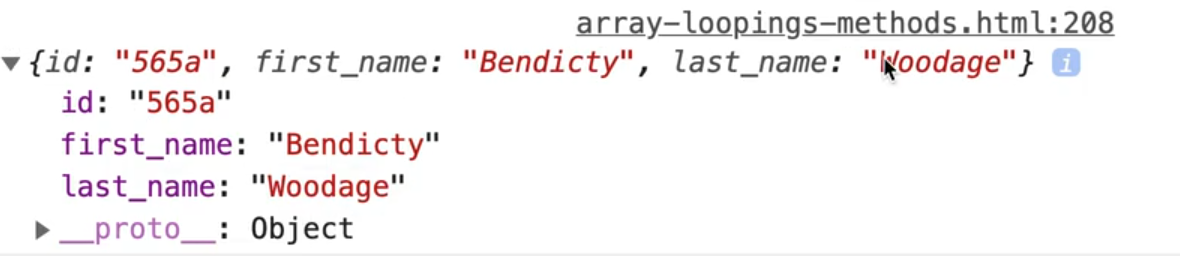 array-loopings-methods.html:208
▼{id: "565a", first_name: "Bendicty", last_name: "Woodage"} i
id: "565a"
first_name: "Bendicty"
last_name: "Woodage"
▶__proto__: Object